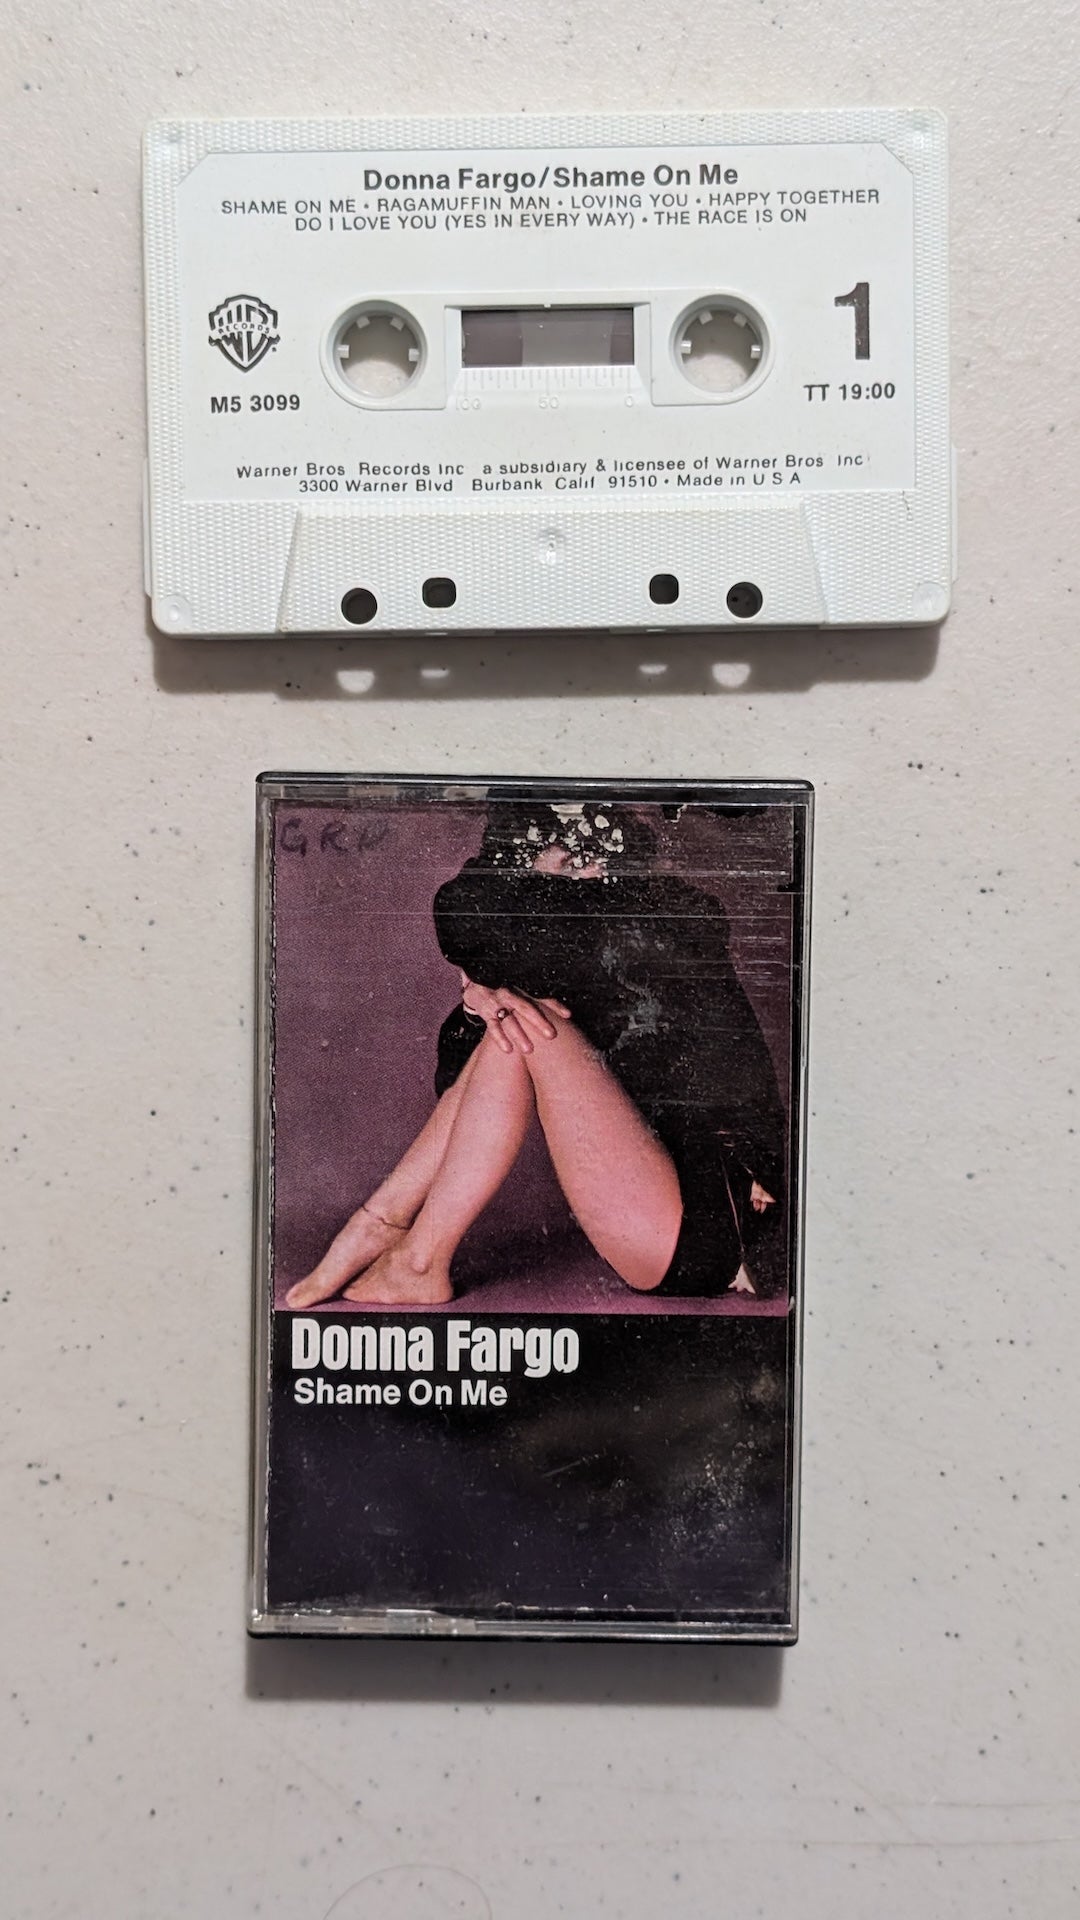 Donna Fargo/Shame On Me
SHAME ON ME • RAGAMUFFIN MAN • LOVING YOU • HAPPY TOGETHER
DO I LOVE YOU (YES IN EVERY WAY) • THE RACE IS ON
WB
RECORDS
1
M5 3099
TT 19:00
100 50 0
Warner Bros Records Inc a subsidiary & licensee of Warner Bros Inc
3300 Warner Blvd Burbank Calif 91510 • Made in U S A
Donna Fargo
Shame On Me